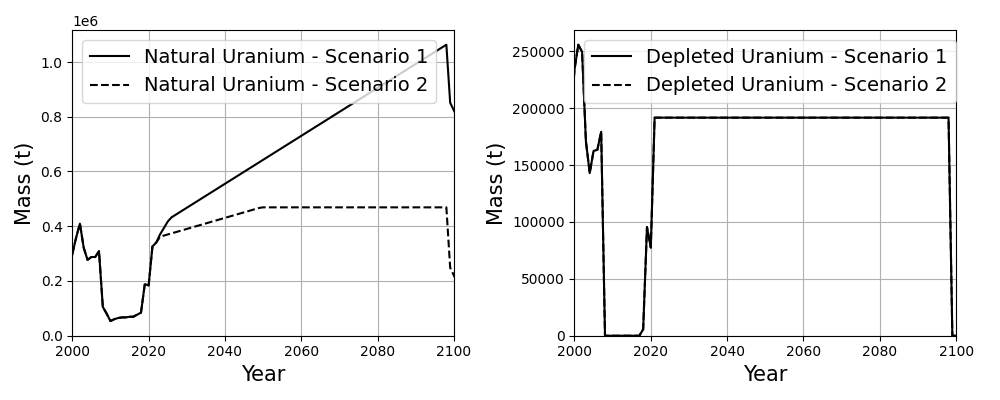 1e6
Natural Uranium - Scenario 1
Natural Uranium - Scenario 2
1.0
0.8
0.6
0.4
0.2
0.0
Mass (t)
2000 2020 2040 2060 2080 2100
Year
Depleted Uranium - Scenario 1
Depleted Uranium - Scenario 2
250000
200000
150000
100000
50000
0
Mass (t)
2000 2020 2040 2060 2080 2100
Year